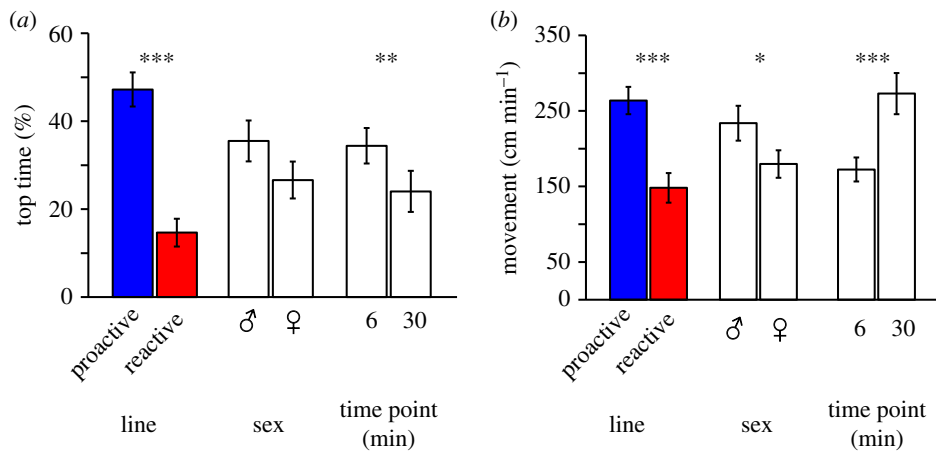 (a)
top time (%)
60
40
20
0
***
**
proactive
reactive
♂ ♀
6 30
line
sex
time point
(min)
(b)
movement (cm min⁻¹)
350
250
150
50
0
***
*
***
proactive
reactive
♂ ♀
6 30
line
sex
time point
(min)